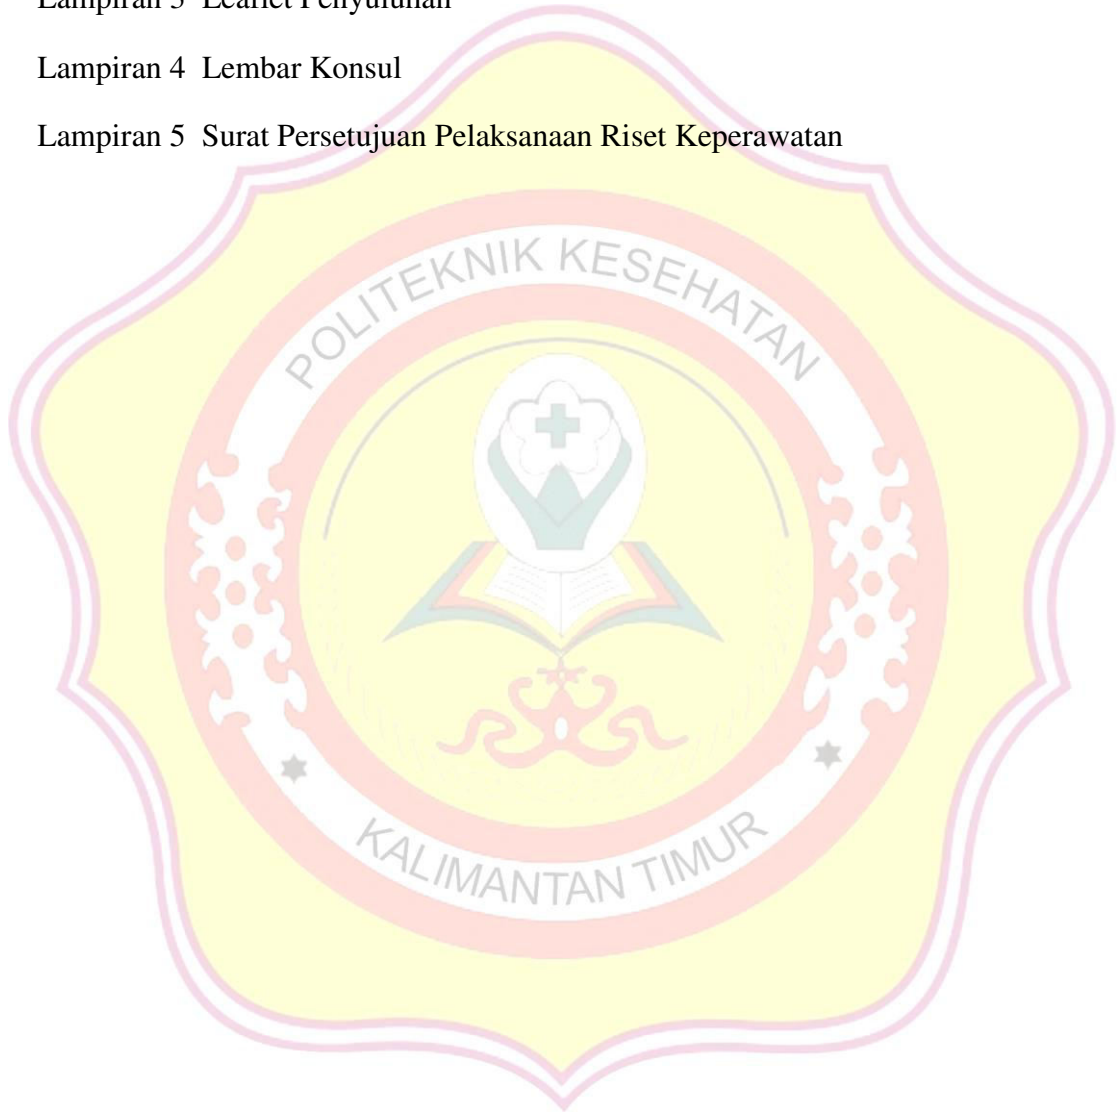 Lampiran 3 Leaflet Penyuluhan
Lampiran 4 Lembar Konsul
Lampiran 5 Surat Persetujuan Pelaksanaan Riset Keperawatan
POLITEKNIK KESEHATAN
KALIMANTAN TIMUR